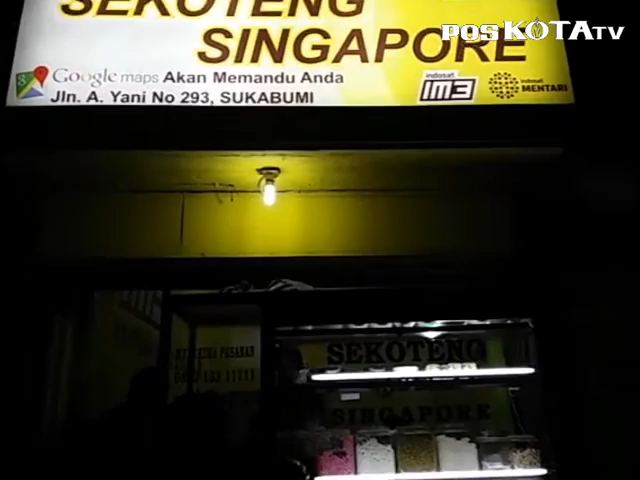 SEKOTENG
POSKOTATV
SINGAPORE
Google maps Akan Memandu Anda
Jln. A. Yani No 293, SUKABUMI
indosat
IM3
indosat
MENTARI
PESANAN
SEKOTENG
SINGAPORE